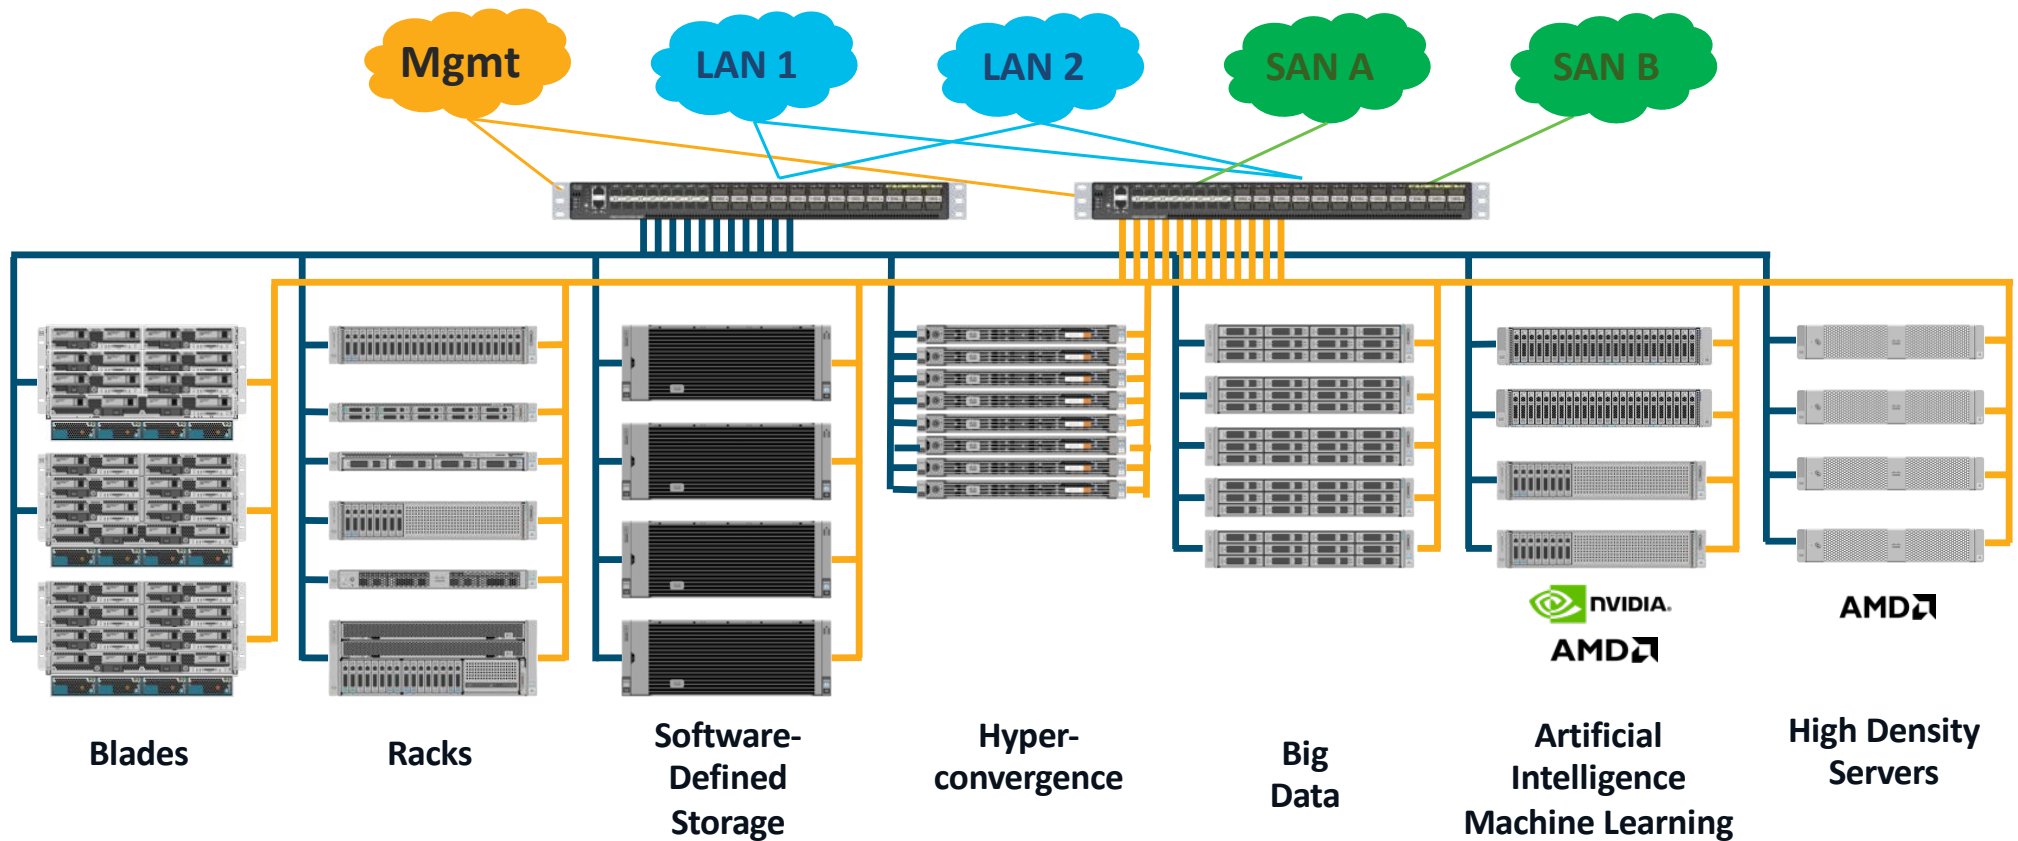 Mgmt
LAN 1
LAN 2
SAN A
SAN B
NVIDIA.
AMD
AMD
Blades
Racks
Software-
Defined
Storage
Hyper-
convergence
Big
Data
Artificial
Intelligence
Machine Learning
High Density
Servers